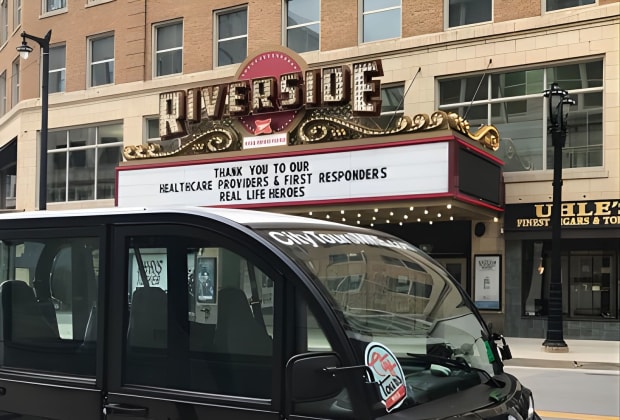 RIVERSIDE
THANK YOU TO OUR
HEALTHCARE PROVIDERS & FIRST RESPONDERS
REAL LIFE HEROES
UHLE'S
FINEST CIGARS & TO